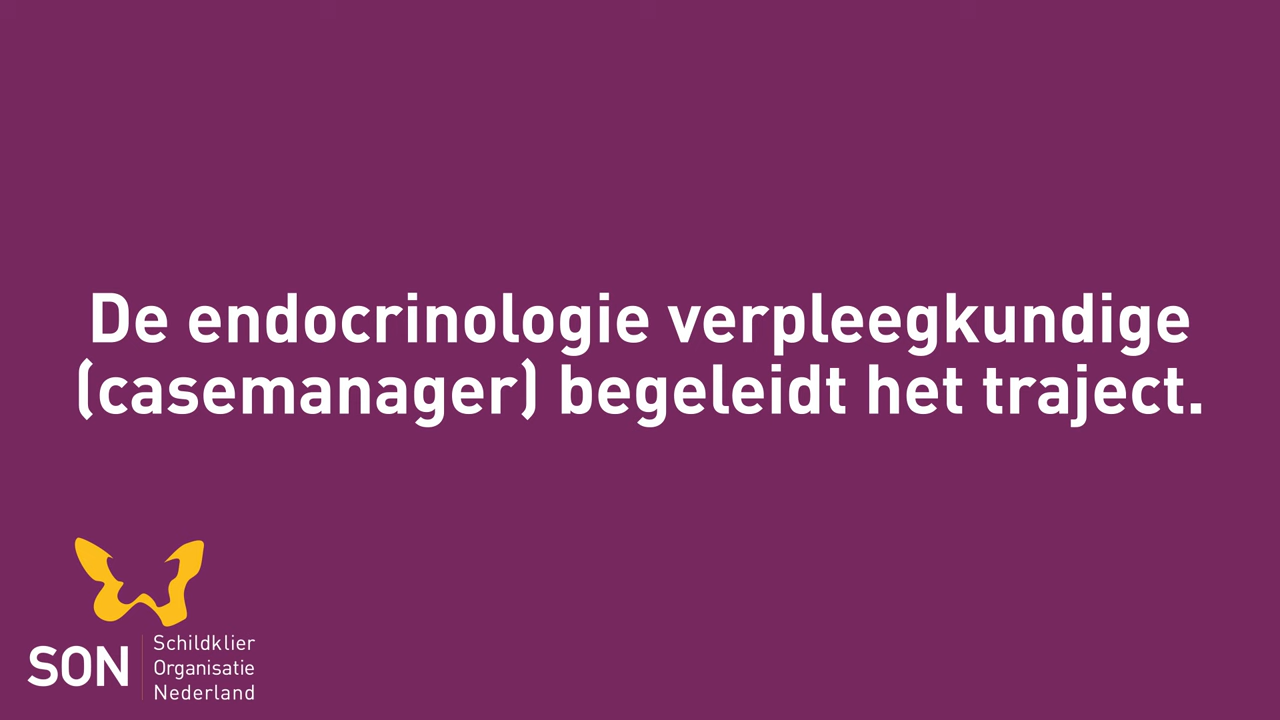 De endocrinologie verpleegkundige
(casemanager) begeleidt het traject.
SON
Schildklier
Organisatie
Nederland